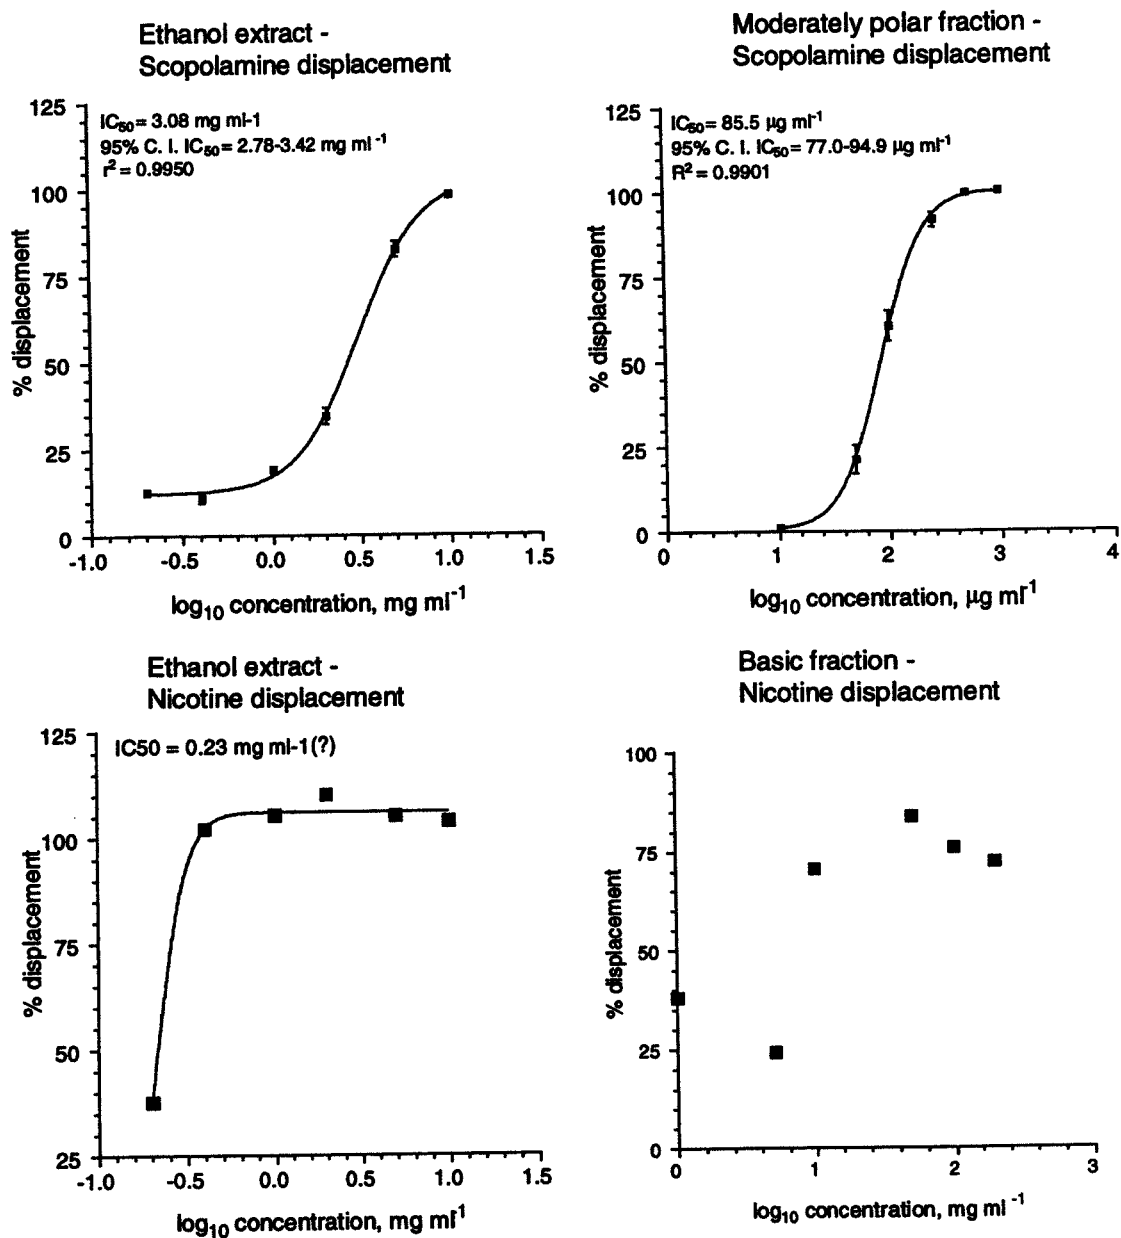 Ethanol extract -
Scopolamine displacement
125
100
75
50
25
0
% displacement
IC₅₀= 3.08 mg ml-1
95% C. I. IC₅₀= 2.78-3.42 mg ml ⁻¹
r² = 0.9950
-1.0 -0.5 0.0 0.5 1.0 1.5
log₁₀ concentration, mg ml⁻¹
Moderately polar fraction -
Scopolamine displacement
125
100
75
50
25
0
% displacement
IC₅₀= 85.5 µg ml⁻¹
95% C. I. IC₅₀= 77.0-94.9 µg ml⁻¹
R² = 0.9901
0 1 2 3 4
log₁₀ concentration, µg ml⁻¹
Ethanol extract -
Nicotine displacement
125
100
75
50
25
% displacement
IC50 = 0.23 mg ml-1(?)
-1.0 -0.5 0.0 0.5 1.0 1.5
log₁₀ concentration, mg ml⁻¹
Basic fraction -
Nicotine displacement
100
75
50
25
0
% displacement
0 1 2 3
log₁₀ concentration, mg ml ⁻¹